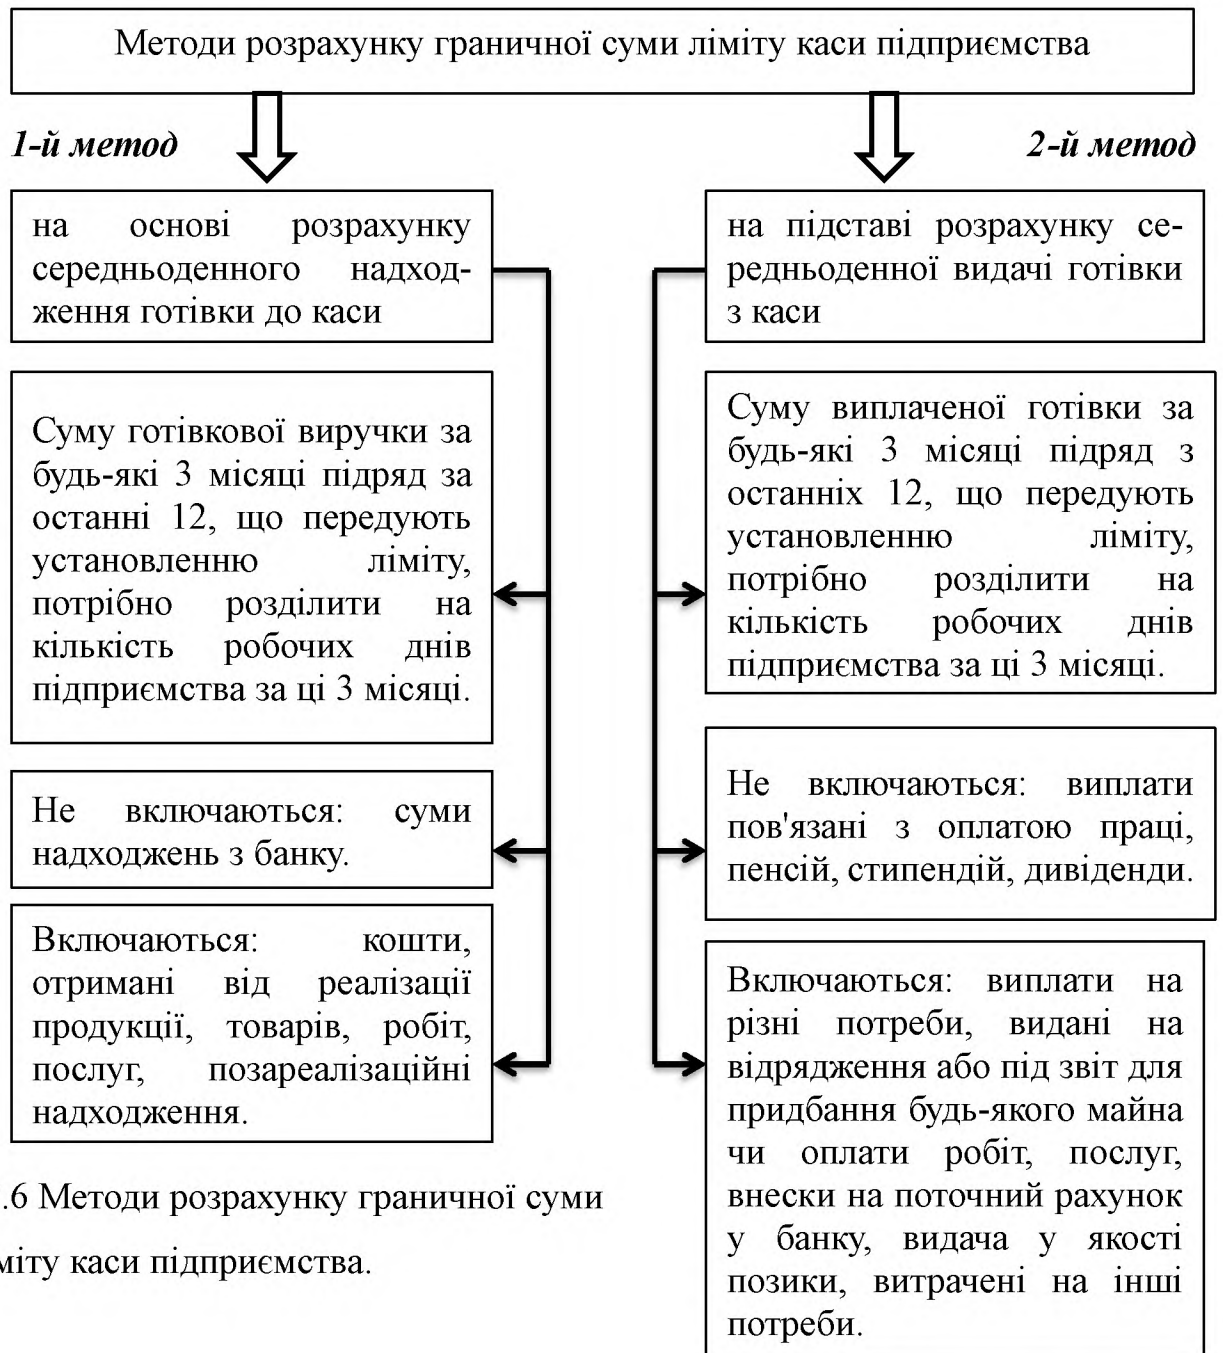 Методи розрахунку граничної суми ліміту каси підприємства
1-й метод
2-й метод
на основі розрахунку
середньоденного надход-
ження готівки до каси
Суму готівкової виручки за
будь-які 3 місяці підряд за
останні 12, що передують
установленню ліміту,
потрібно розділити на
кількість робочих днів
підприємства за ці 3 місяці.
Не включаються: суми
надходжень з банку.
Включаються: кошти,
отримані від реалізації
продукції, товарів, робіт,
послуг, позареалізаційні
надходження.
на підставі розрахунку се-
редньоденної видачі готівки
з каси
Суму виплаченої готівки за
будь-які 3 місяці підряд з
останніх 12, що передують
установленню ліміту,
потрібно розділити на
кількість робочих днів
підприємства за ці 3 місяці.
Не включаються: виплати
пов'язані з оплатою праці,
пенсій, стипендій, дивіденди.
Включаються: виплати на
різні потреби, видані на
відрядження або під звіт для
придбання будь-якого майна
чи оплати робіт, послуг,
внески на поточний рахунок
у банку, видача у якості
позики, витрачені на інші
потреби.
.6 Методи розрахунку граничної суми
міту каси підприємства.